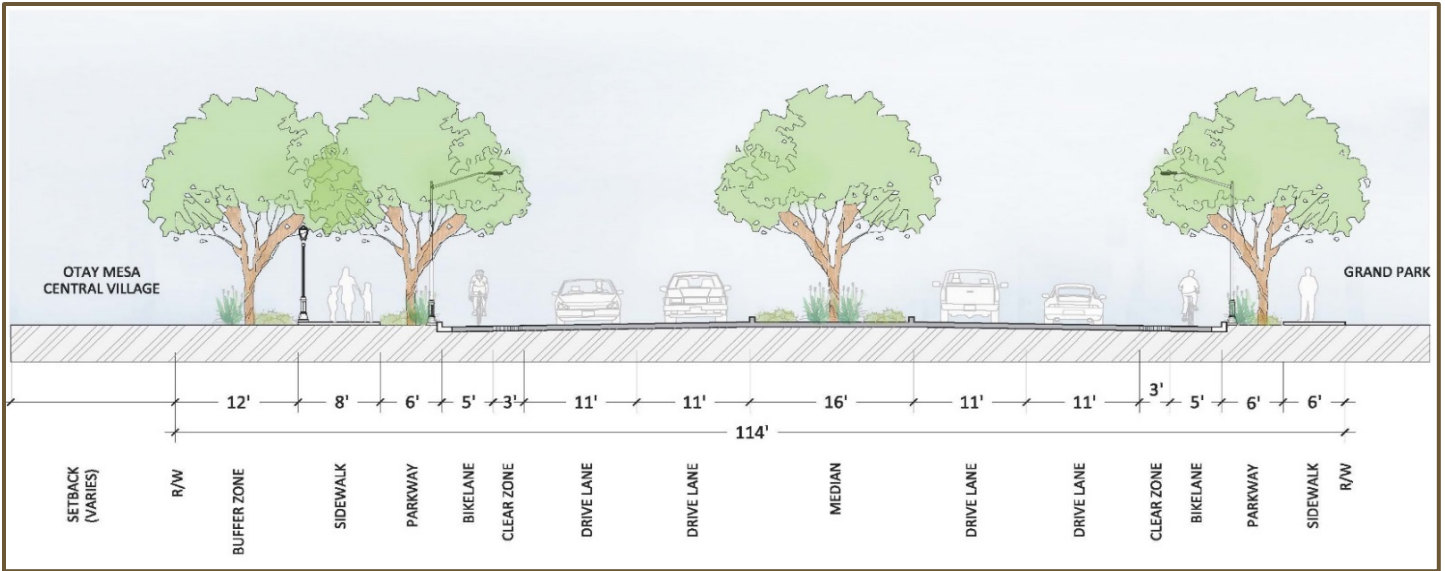 OTAY MESA
CENTRAL VILLAGE
GRAND PARK
12' 8' 6' 5' 3' 11' 11' 16' 11' 11' 3' 5' 6' 6'
114'
SETBACK
(VARIES)
R/W
BUFFER ZONE
SIDEWALK
PARKWAY
BIKELANE
CLEAR ZONE
DRIVE LANE
DRIVE LANE
MEDIAN
DRIVE LANE
DRIVE LANE
CLEAR ZONE
BIKELANE
PARKWAY
SIDEWALK
R/W